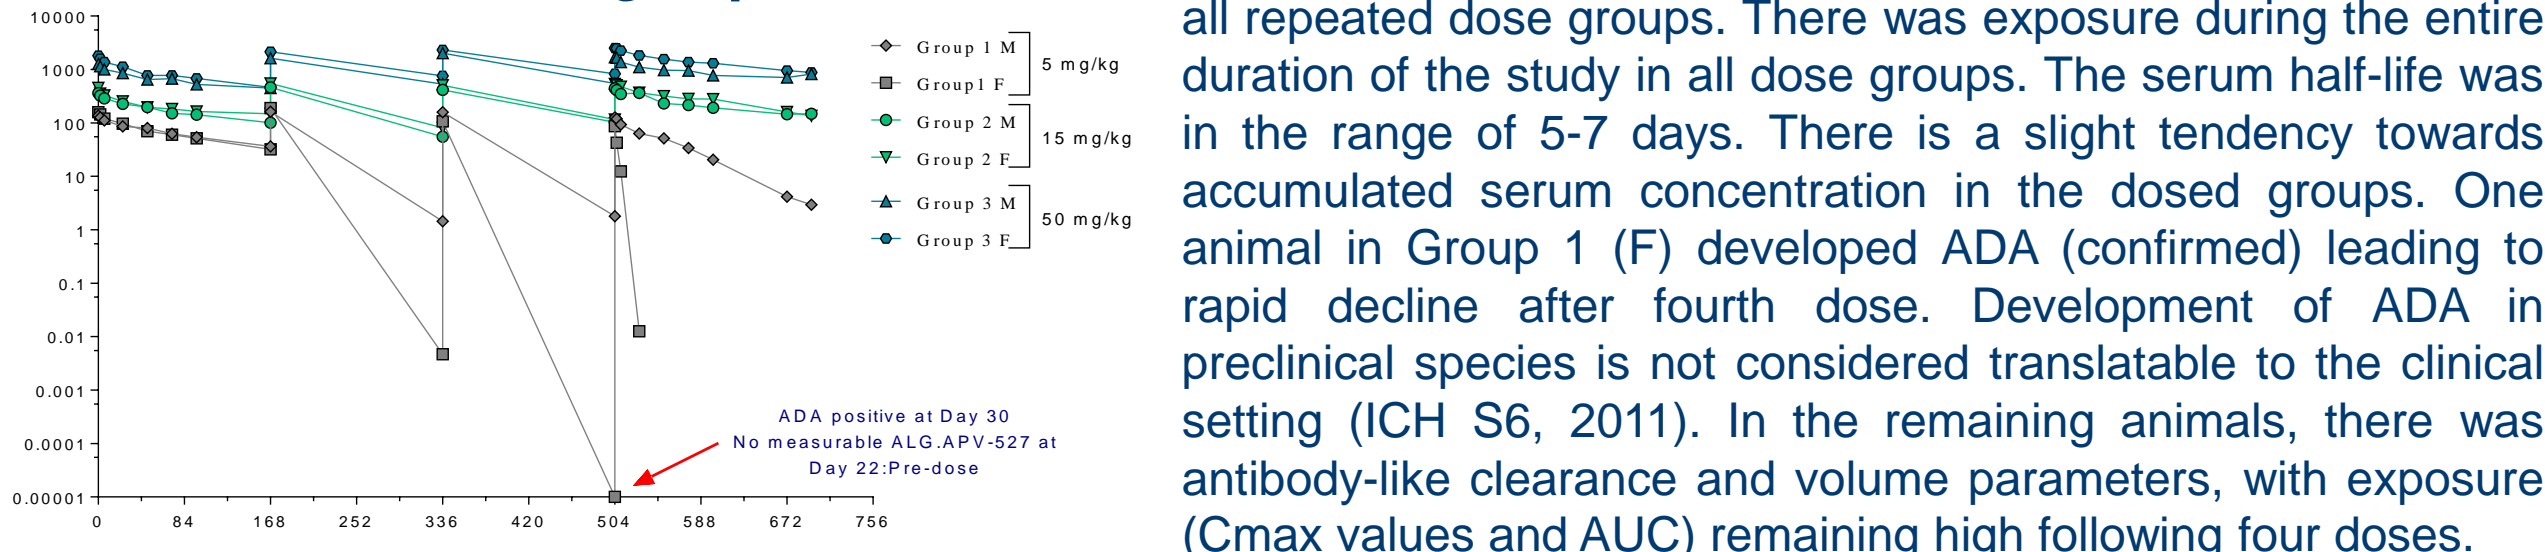 10000
1000
100
10
1
0.1
0.01
0.001
0.0001
0.00001
0 84 168 252 336 420 504 588 672 756
Group 1 M
Group1 F
5 mg/kg
Group 2 M
Group 2 F
15 mg/kg
Group 3 M
Group 3 F
50 mg/kg
ADA positive at Day 30
No measurable ALG.APV-527 at
Day 22:Pre-dose
all repeated dose groups. There was exposure during the entire
duration of the study in all dose groups. The serum half-life was
in the range of 5-7 days. There is a slight tendency towards
accumulated serum concentration in the dosed groups. One
animal in Group 1 (F) developed ADA (confirmed) leading to
rapid decline after fourth dose. Development of ADA in
preclinical species is not considered translatable to the clinical
setting (ICH S6, 2011). In the remaining animals, there was
antibody-like clearance and volume parameters, with exposure
(Cmax values and AUC) remaining high following four doses.